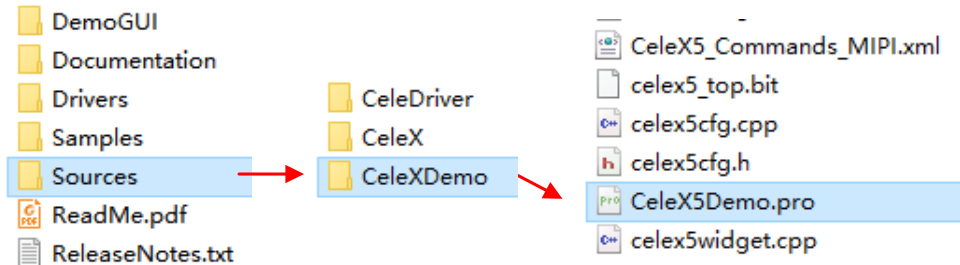 DemoGUI
Documentation
Drivers
Samples
Sources
ReadMe.pdf
ReleaseNotes.txt
CeleDriver
CeleX
CeleXDemo
CeleX5_Commands_MIPI.xml
celex5_top.bit
celex5cfg.cpp
celex5cfg.h
CeleX5Demo.pro
celex5widget.cpp